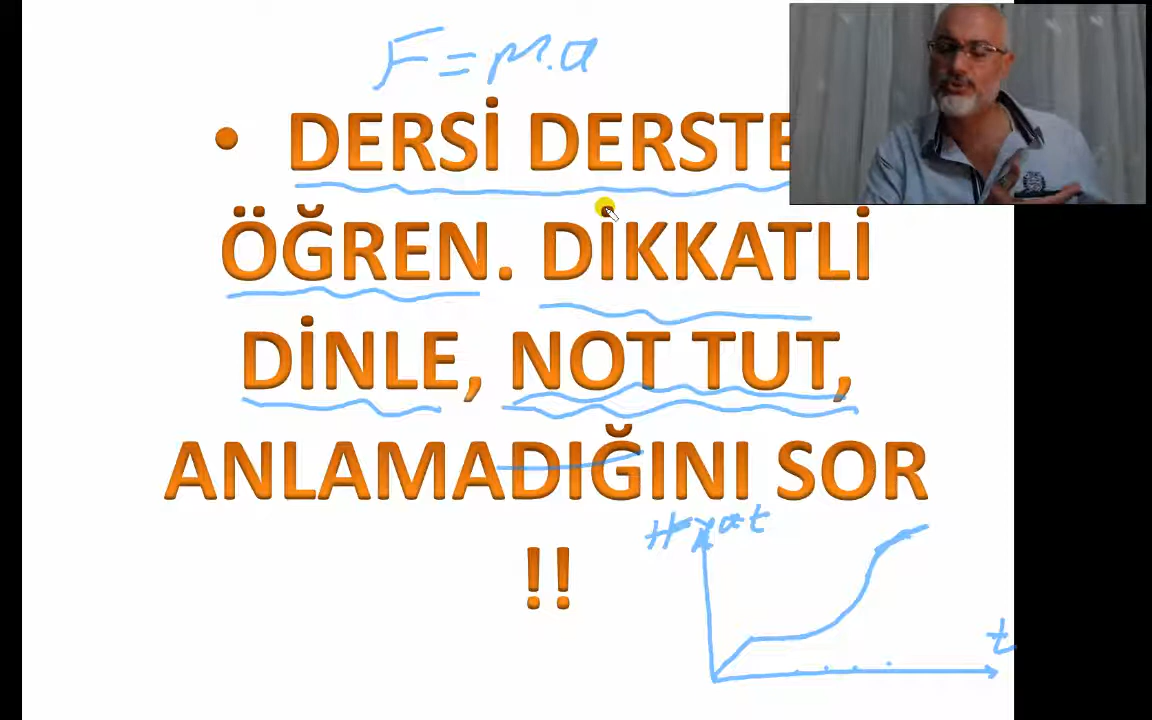 F = m.a
• DERSİ DERSTE
ÖĞREN. DİKKATLİ
DİNLE, NOT TUT,
ANLAMADIĞINI SOR
!!
Hayat
t